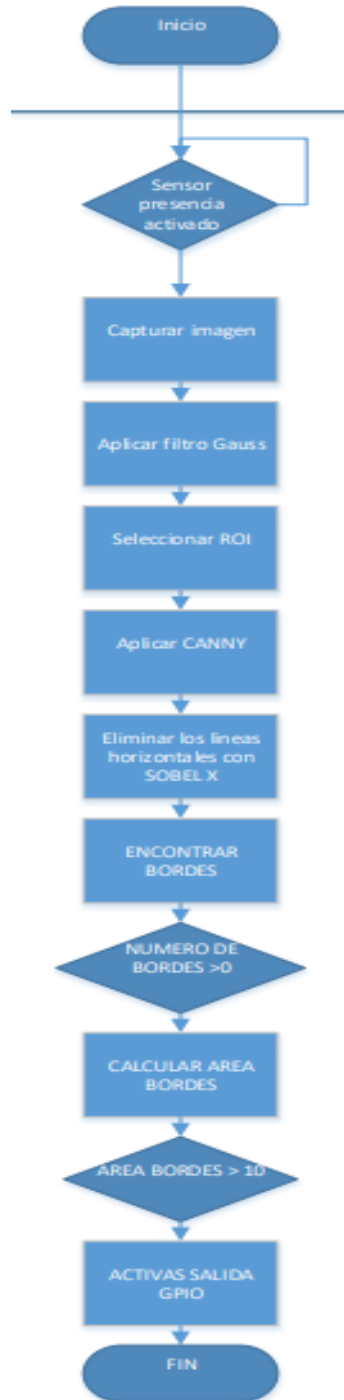 Inicio
Sensor
presencia
activado
Capturar imagen
Aplicar filtro Gauss
Seleccionar ROI
Aplicar CANNY
Eliminar los lineas
horizontales con
SOBEL X
ENCONTRAR
BORDES
NUMERO DE
BORDES >0
CALCULAR AREA
BORDES
AREA BORDES > 10
ACTIVAS SALIDA
GPIO
FIN